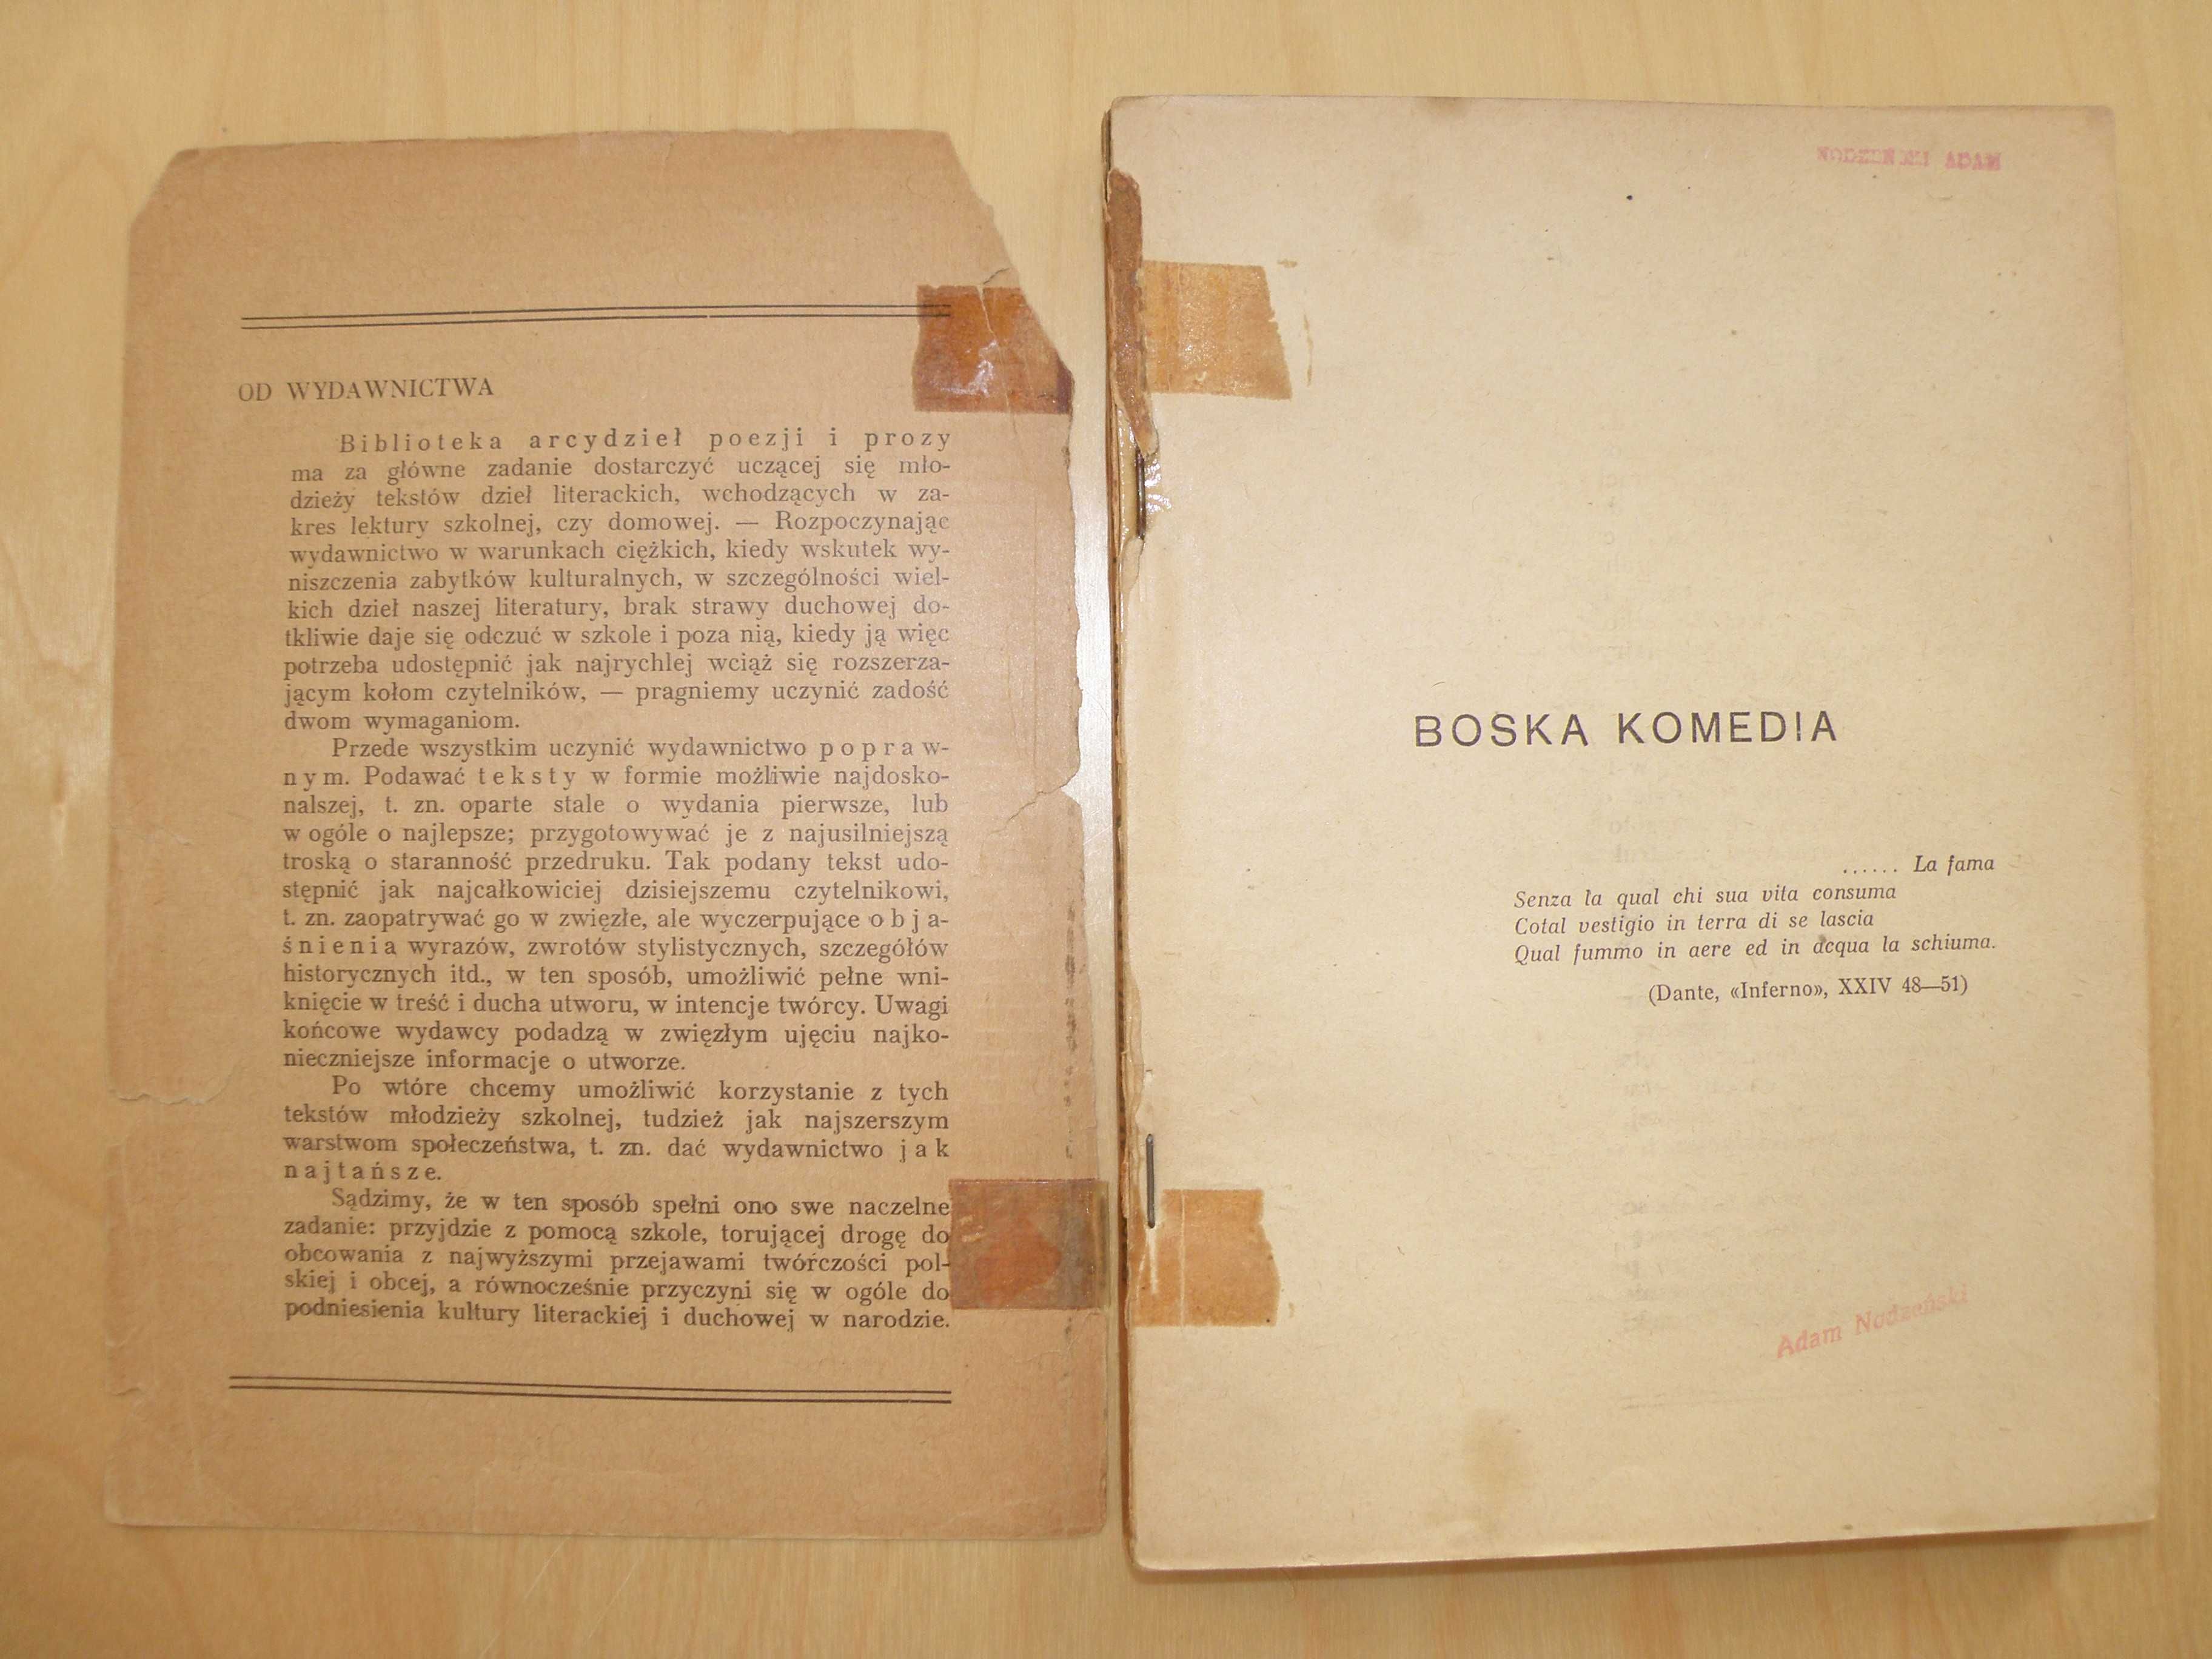 OD WYDAWNICTWA
Biblioteka arcydzieł poezji i prozy
ma za główne zadanie dostarczyć uczącej się mło-
dzieży tekstów dzieł literackich, wchodzących w za-
kres lektury szkolnej, czy domowej. — Rozpoczynając
wydawnictwo w warunkach ciężkich, kiedy wskutek wy-
niszczenia zabytków kulturalnych, w szczególności wiel-
kich dzieł naszej literatury, brak strawy duchowej do-
tkliwie daje się odczuć w szkole i poza nią, kiedy ją więc
potrzeba udostępnić jak najrychlej wciąż się rozszerza-
jącym kołom czytelników, — pragniemy uczynić zadość
dwom wymaganiom.
Przede wszystkim uczynić wydawnictwo popraw-
nym. Podawać teksty w formie możliwie najdosko-
nalszej, t. zn. oparte stale o wydania pierwsze, lub
w ogóle o najlepsze; przygotowywać je z najusilniejszą
troską o staranność przedruku. Tak podany tekst udo-
stępnić jak najcałkowiciej dzisiejszemu czytelnikowi,
t. zn. zaopatrywać go w zwięzłe, ale wyczerpujące obja-
śnienia wyrazów, zwrotów stylistycznych, szczegółów
historycznych itd., w ten sposób, umożliwić pełne wni-
knięcie w treść i ducha utworu, w intencje twórcy. Uwagi
końcowe wydawcy podadzą w zwięzłym ujęciu najko-
nieczniejsze informacje o utworze.
Po wtóre chcemy umożliwić korzystanie z tych
tekstów młodzieży szkolnej, tudzież jak najszerszym
warstwom społeczeństwa, t. zn. dać wydawnictwo jak
najtańsze.
Sądzimy, że w ten sposób spełni ono swe naczelne
zadanie: przyjdzie z pomocą szkole, torującej drogę do
obcowania z najwyższymi przejawami twórczości pol-
skiej i obcej, a równocześnie przyczyni się w ogóle do
podniesienia kultury literackiej i duchowej w narodzie.
NODZEŃSKI ADAM
BOSKA KOMEDIA
...... La fama
Senza la qual chi sua vita consuma
Cotal vestigio in terra di se lascia
Qual fummo in aere ed in acqua la schiuma.
(Dante, «Inferno», XXIV 48—51)
Adam Nodzeński